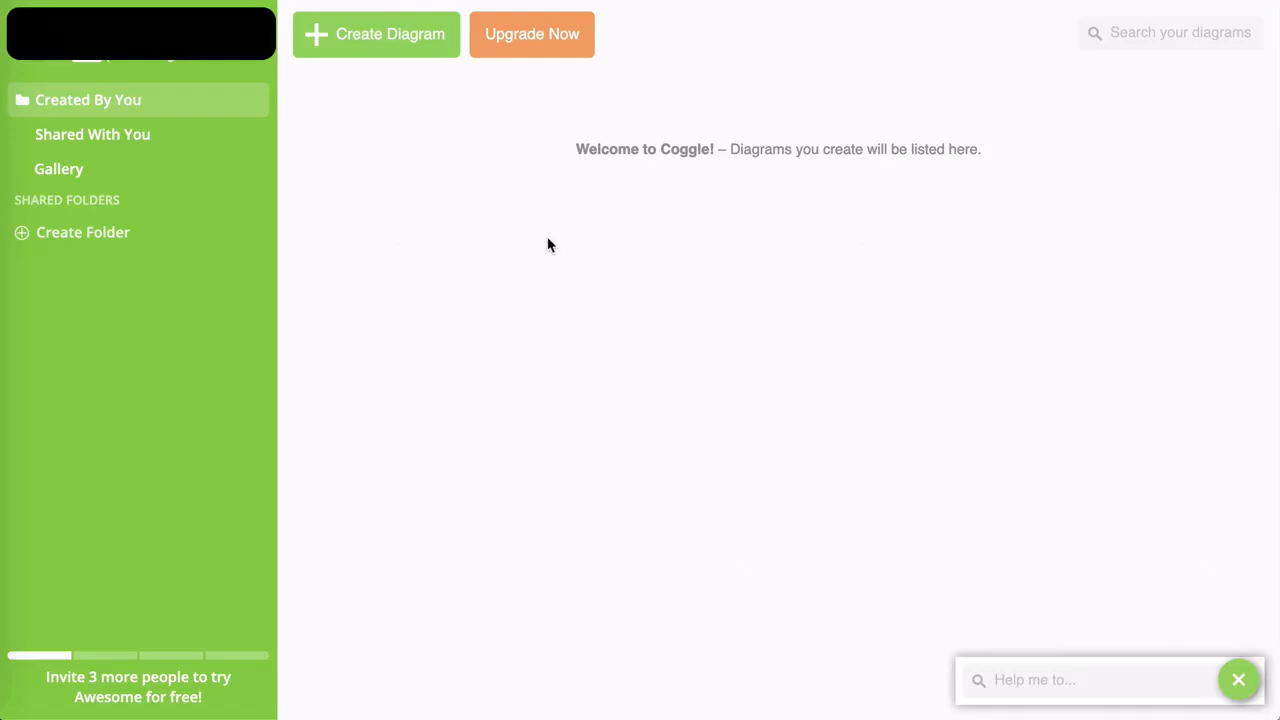 Create Diagram
Upgrade Now
Search your diagrams
Created By You
Shared With You
Gallery
SHARED FOLDERS
Create Folder
Welcome to Coggle! – Diagrams you create will be listed here.
Invite 3 more people to try
Awesome for free!
Help me to...